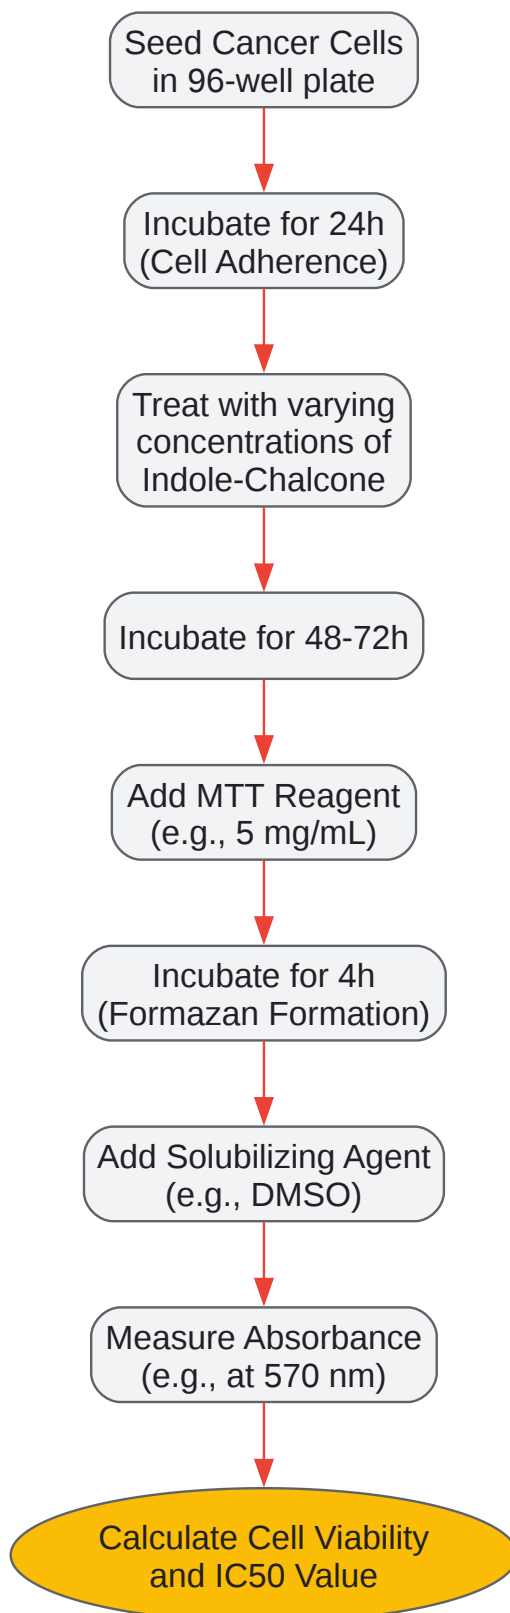 Seed Cancer Cells
in 96-well plate
Incubate for 24h
(Cell Adherence)
Treat with varying
concentrations of
Indole-Chalcone
Incubate for 48-72h
Add MTT Reagent
(e.g., 5 mg/mL)
Incubate for 4h
(Formazan Formation)
Add Solubilizing Agent
(e.g., DMSO)
Measure Absorbance
(e.g., at 570 nm)
Calculate Cell Viability
and IC50 Value